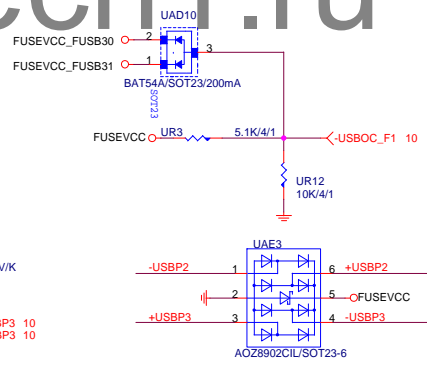 UAD10
FUSEVCC_FUSB30 2
3
FUSEVCC_FUSB31 1
BAT54A/SOT23/200mA
SOT23
FUSEVCC UR3 5.1K/4/1 -USBOC_F1 10
UR12
10K/4/1
UAE3
V/K
-USBP2 1 6 +USBP2
2 5 FUSEVCC
+USBP3 3 4 -USBP3
BP3 10
BP3 10
AOZ8902CIL/SOT23-6